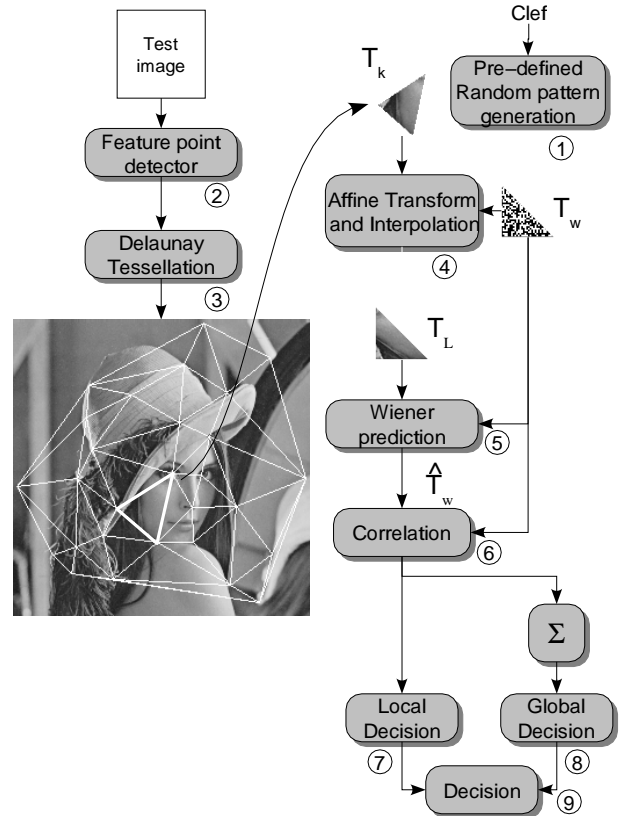 Test
image
Feature point
detector
②
Delaunay
Tessellation
③
Clef
Pre–defined
Random pattern
generation
①
T
k
Affine Transform
and Interpolation
④
T
w
T
L
Wiener
prediction
⑤
T̂
w
Correlation
⑥
Σ
Local
Decision
⑦
Global
Decision
⑧
Decision
⑨